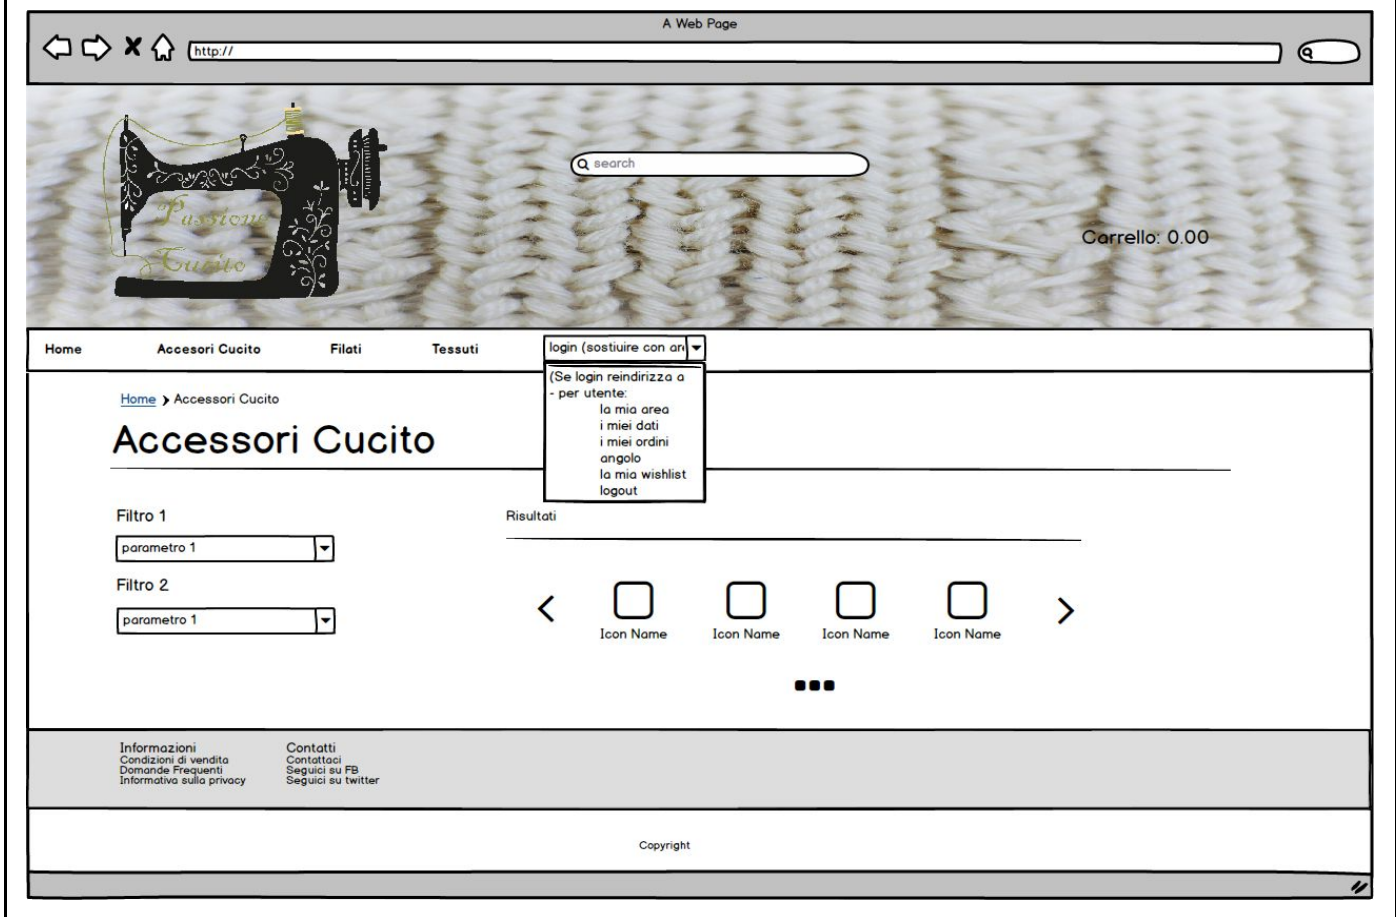 A Web Page
http://
search
Passione
Cucito
Carrello: 0.00
Home Accesori Cucito Filati Tessuti login (sostiuire con are
(Se login reindirizza a
- per utente:
la mia area
i miei dati
i miei ordini
angolo
la mia wishlist
logout
Home Accessori Cucito
Accessori Cucito
Filtro 1
parametro 1
Filtro 2
parametro 1
Risultati
Icon Name Icon Name Icon Name Icon Name
Informazioni
Condizioni di vendita
Domande Frequenti
Informativa sulla privacy
Contatti
Contattaci
Seguici su FB
Seguici su twitter
Copyright